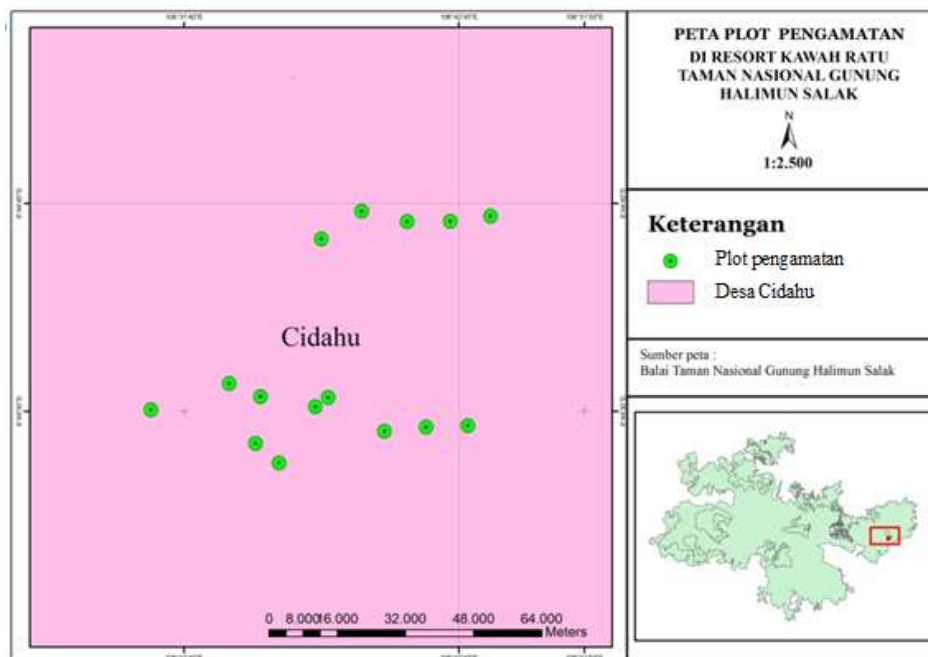 PETA PLOT PENGAMATAN
DI RESORT KAWAH RATU
TAMAN NASIONAL GUNUNG
HALIMUN SALAK
N
1:2.500
Keterangan
Plot pengamatan
Desa Cidahu
Sumber peta :
Balai Taman Nasional Gunung Halimun Salak
Cidahu
0 8.00016.000 32.000 48.000 64.000
Meters